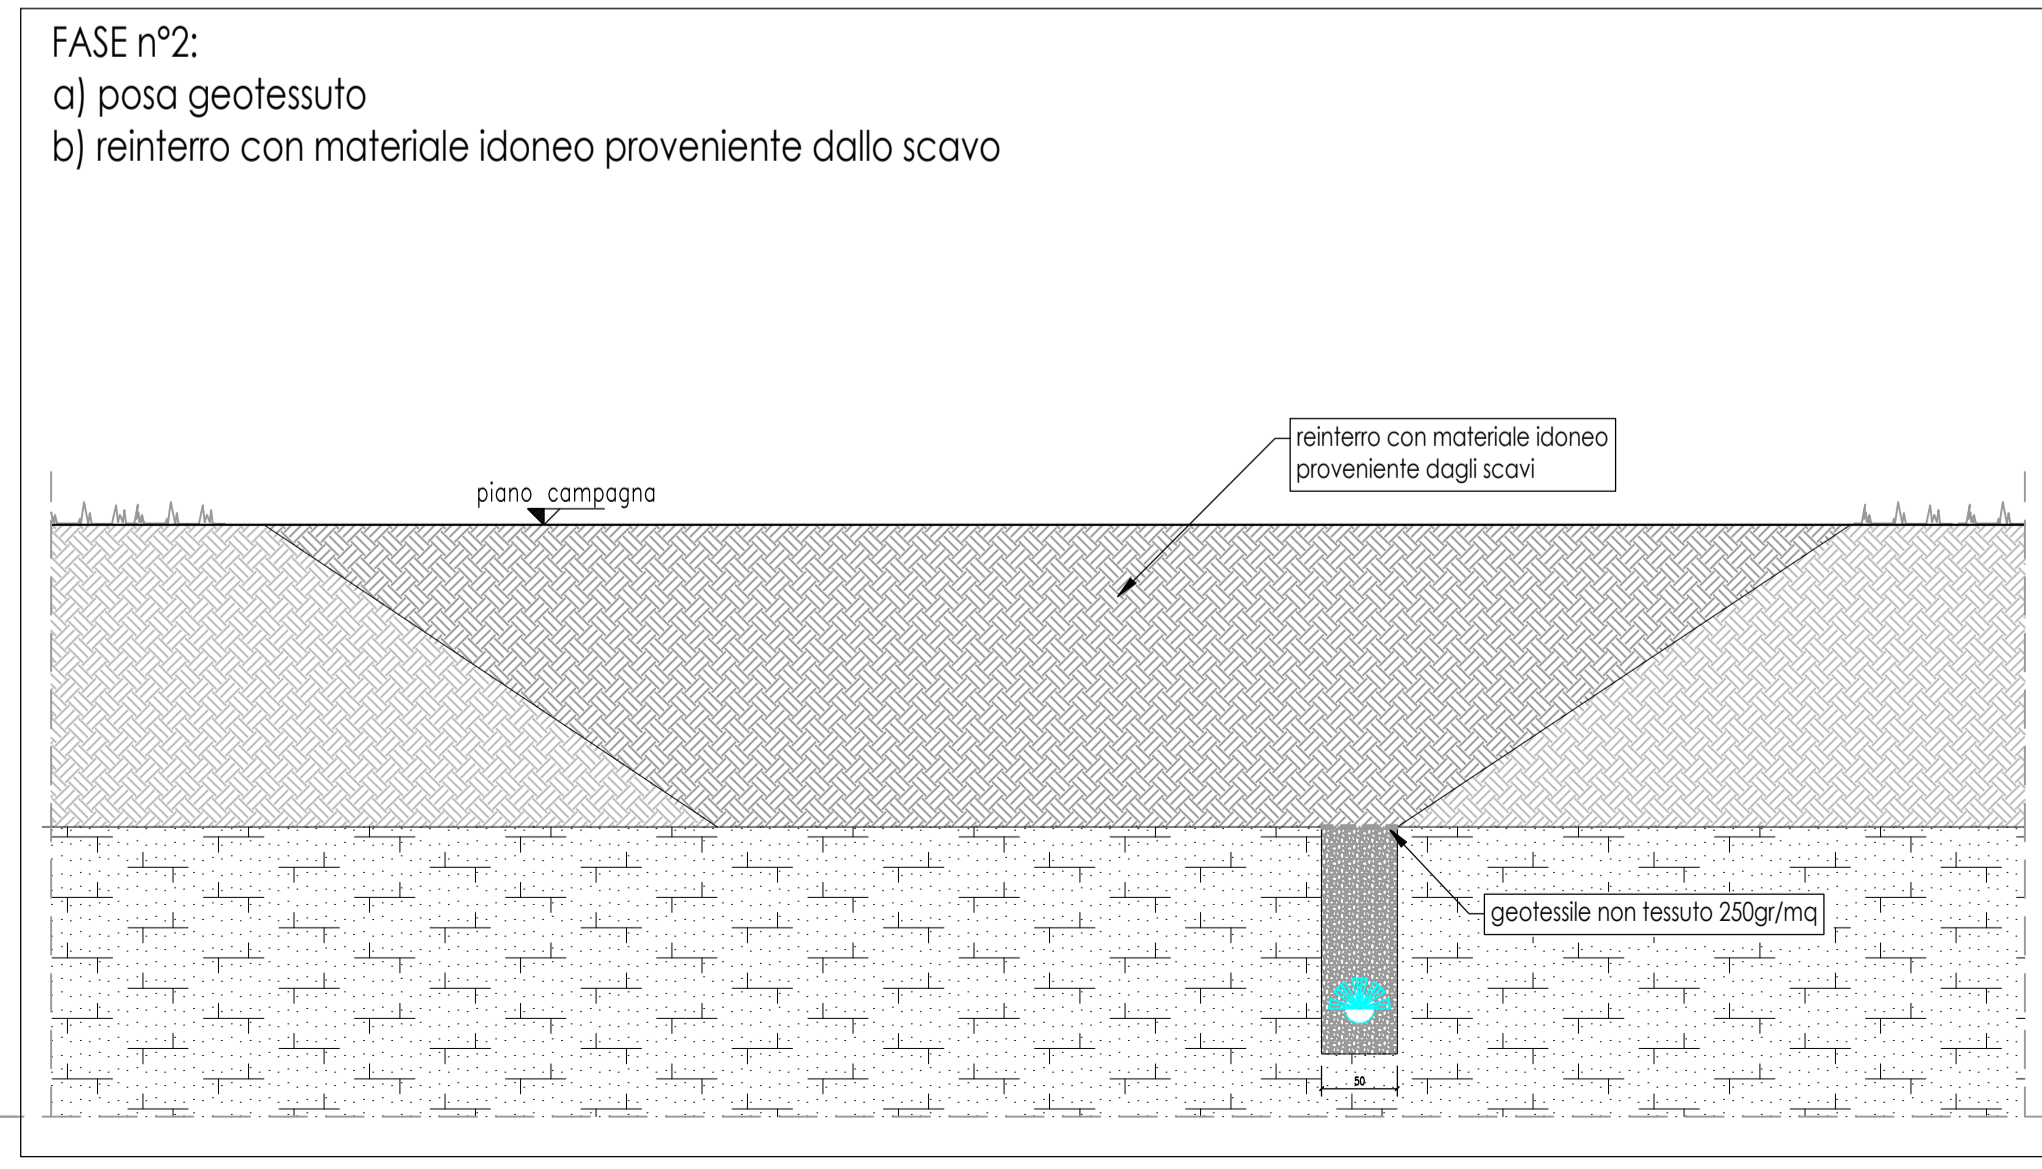 FASE n°2:
a) posa geotessuto
b) reinterro con materiale idoneo proveniente dallo scavo
reinterro con materiale idoneo
proveniente dagli scavi
piano campagna
geotessile non tessuto 250gr/mq
50